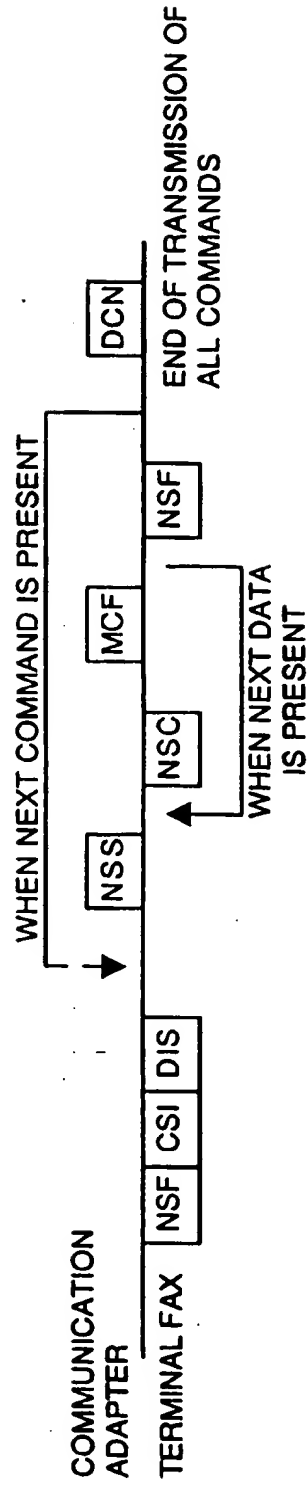 COMMUNICATION
ADAPTER
TERMINAL FAX
WHEN NEXT COMMAND IS PRESENT
NSF CSI DIS
NSS
NSC
MCF
NSF
DCN
WHEN NEXT DATA
IS PRESENT
END OF TRANSMISSION OF
ALL COMMANDS